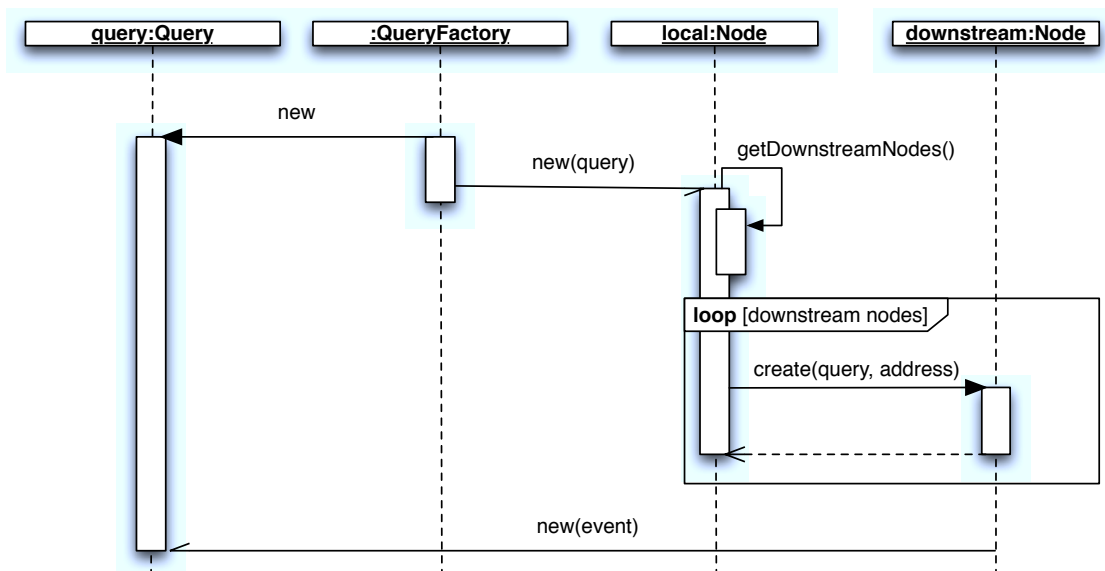 query:Query
:QueryFactory
local:Node
downstream:Node
new
getDownstreamNodes()
new(query)
loop [downstream nodes]
create(query, address)
new(event)